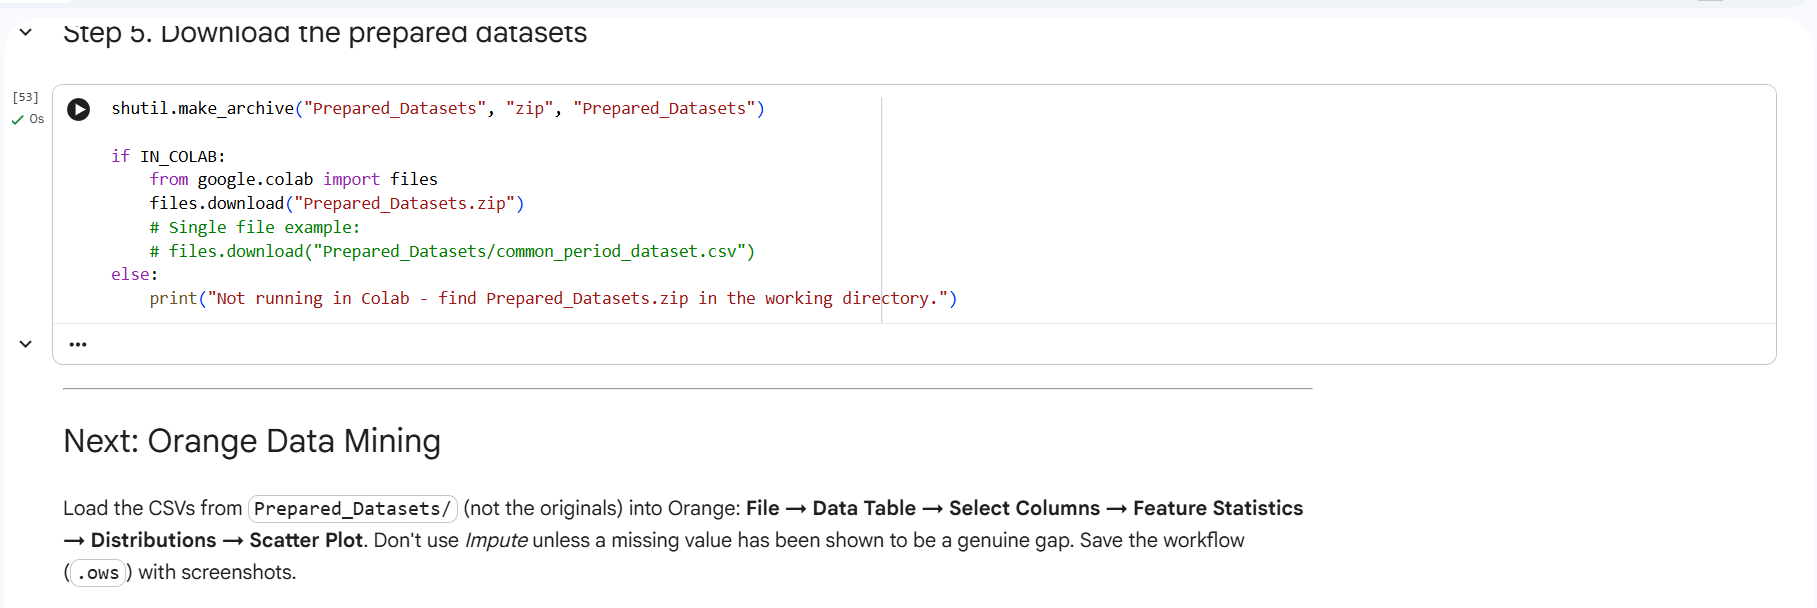 Step 5. Download the prepared datasets
[53]
0s
shutil.make_archive("Prepared_Datasets", "zip", "Prepared_Datasets")
if IN_COLAB:
from google.colab import files
files.download("Prepared_Datasets.zip")
# Single file example:
# files.download("Prepared_Datasets/common_period_dataset.csv")
else:
print("Not running in Colab - find Prepared_Datasets.zip in the working directory.")
Next: Orange Data Mining
Load the CSVs from Prepared_Datasets/ (not the originals) into Orange: File → Data Table → Select Columns → Feature Statistics
→ Distributions → Scatter Plot. Don't use Impute unless a missing value has been shown to be a genuine gap. Save the workflow
(.ows) with screenshots.